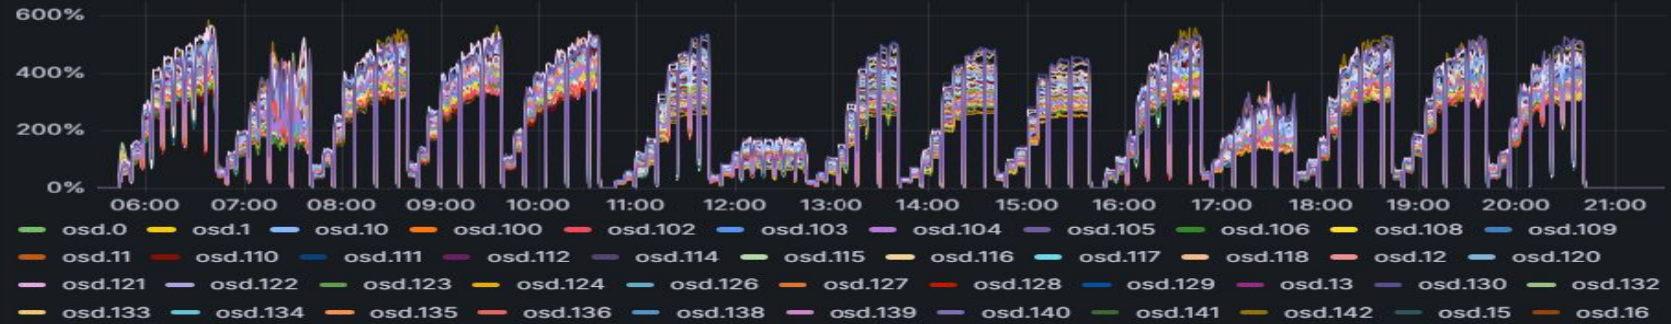 600%
400%
200%
0%
06:00 07:00 08:00 09:00 10:00 11:00 12:00 13:00 14:00 15:00 16:00 17:00 18:00 19:00 20:00 21:00
osd.0 osd.1 osd.10 osd.100 osd.102 osd.103 osd.104 osd.105 osd.106 osd.108 osd.109
osd.11 osd.110 osd.111 osd.112 osd.114 osd.115 osd.116 osd.117 osd.118 osd.12 osd.120
osd.121 osd.122 osd.123 osd.124 osd.126 osd.127 osd.128 osd.129 osd.13 osd.130 osd.132
osd.133 osd.134 osd.135 osd.136 osd.138 osd.139 osd.140 osd.141 osd.142 osd.15 osd.16